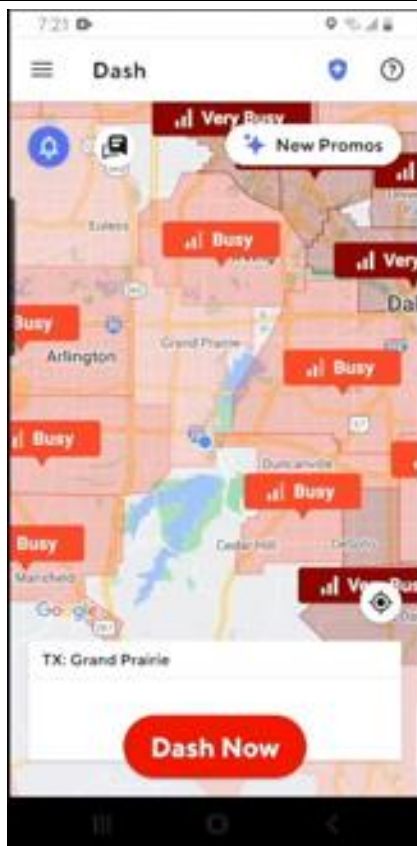 7:21
Dash
Very Busy
New Promos
Euless
Busy
Very
Dal
Busy
Arlington
Grand Prairie
Busy
Busy
Duncanville
Busy
Cedar Hill
DeSoto
Busy
Mansfield
Google
TX: Grand Prairie
Dash Now